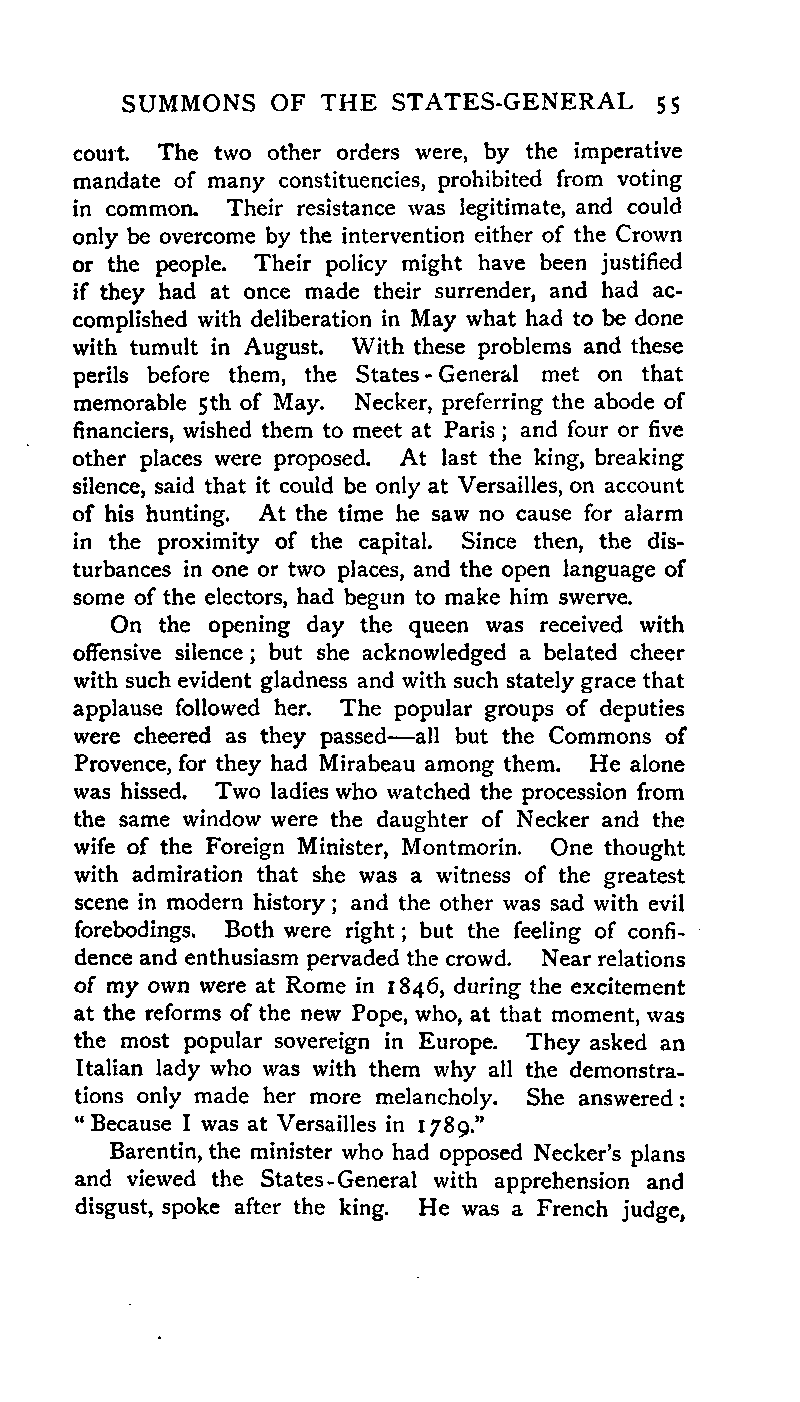 SUMMONS OF THE STATES-GENERAL 55
court. The two other orders were, by the imperative
mandate of many constituencies, prohibited from voting
in common. Their resistance was legitimate, and could
only be overcome by the intervention either of the Crown
or the people. Their policy might have been justified
if they had at once made their surrender, and had ac-
complished with deliberation in May what had to be done
with tumult in August. With these problems and these
perils before them, the States-General met on that
memorable 5th of May. Necker, preferring the abode of
financiers, wished them to meet at Paris; and four or five
other places were proposed. At last the king, breaking
silence, said that it could be only at Versailles, on account
of his hunting. At the time he saw no cause for alarm
in the proximity of the capital. Since then, the dis-
turbances in one or two places, and the open language of
some of the electors, had begun to make him swerve.
On the opening day the queen was received with
offensive silence; but she acknowledged a belated cheer
with such evident gladness and with such stately grace that
applause followed her. The popular groups of deputies
were cheered as they passed—all but the Commons of
Provence, for they had Mirabeau among them. He alone
was hissed. Two ladies who watched the procession from
the same window were the daughter of Necker and the
wife of the Foreign Minister, Montmorin. One thought
with admiration that she was a witness of the greatest
scene in modern history; and the other was sad with evil
forebodings. Both were right; but the feeling of confi-
dence and enthusiasm pervaded the crowd. Near relations
of my own were at Rome in 1846, during the excitement
at the reforms of the new Pope, who, at that moment, was
the most popular sovereign in Europe. They asked an
Italian lady who was with them why all the demonstra-
tions only made her more melancholy. She answered:
"Because I was at Versailles in 1789."
Barentin, the minister who had opposed Necker's plans
and viewed the States-General with apprehension and
disgust, spoke after the king. He was a French judge,